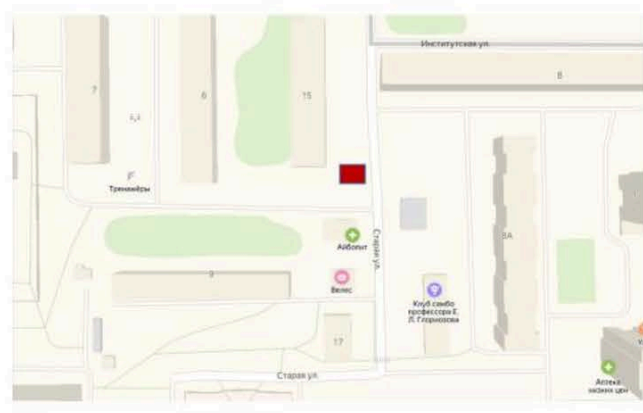 Институтская ул.
8
7
6
15
Тренажёры
Айболит
Старая ул.
8А
9
Велес
Клуб самбо
профессора Е.
17
Старая ул.
Аптека
низких цен